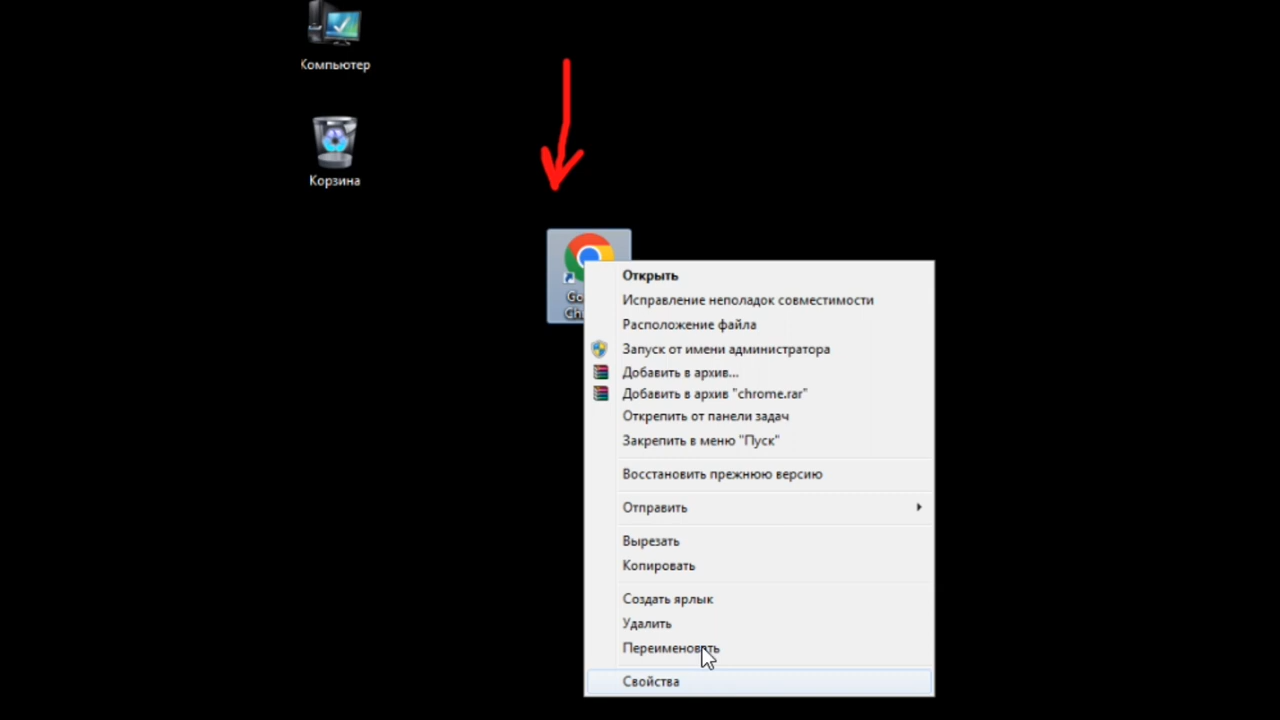 Компьютер
Корзина
Открыть
Исправление неполадок совместимости
Расположение файла
Запуск от имени администратора
Добавить в архив...
Добавить в архив "chrome.rar"
Открепить от панели задач
Закрепить в меню "Пуск"
Восстановить прежнюю версию
Отправить
Вырезать
Копировать
Создать ярлык
Удалить
Переименовать
Свойства